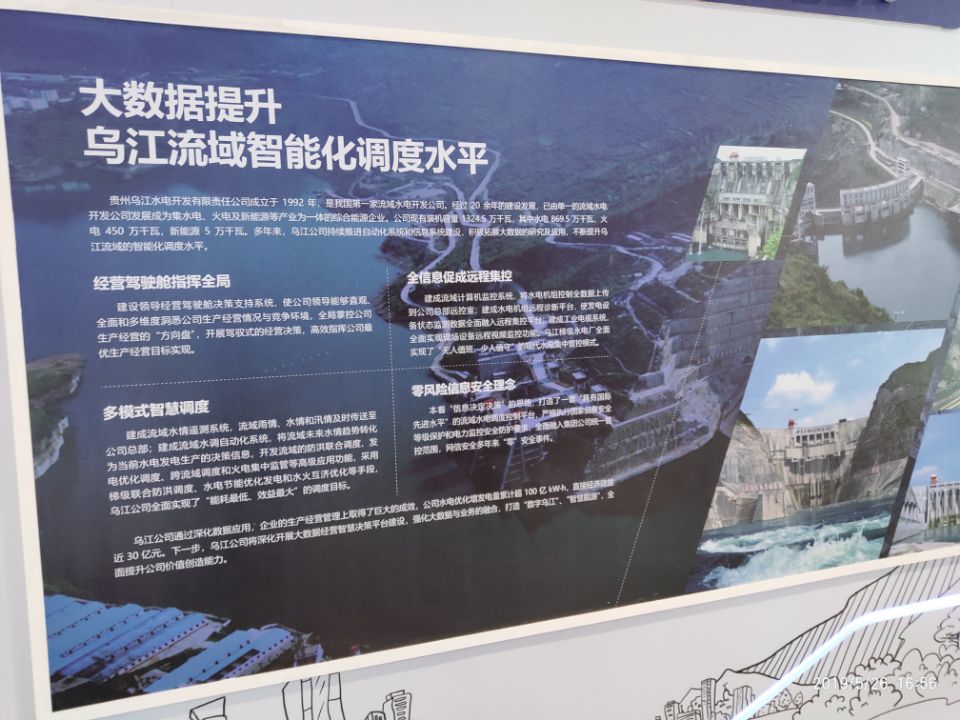 大数据提升
乌江流域智能化调度水平
贵州乌江水电开发有限责任公司成立于 1992 年，是我国第一家流域水电开发公司。经过 20 余年的建设发展，已由单一的流域水电
开发公司发展成为集水电、火电及新能源等产业为一体的综合能源企业。公司现有装机容量 1324.5 万千瓦，其中水电 869.5 万千瓦，火
电 450 万千瓦，新能源 5 万千瓦。多年来，乌江公司持续推进自动化系统和信息系统建设，积极拓展大数据的研究及应用，不断提升乌
江流域的智能化调度水平。
经营驾驶舱指挥全局
建设领导经营驾驶舱决策支持系统，使公司领导能够直观、
全面和多维度洞悉公司生产经营情况与竞争环境，全局掌控公司
生产经营的“方向盘”，开展驾驭式的经营决策，高效指挥公司最
优生产经营目标实现。
多模式智慧调度
建成流域水情遥测系统，流域雨情、水情和汛情及时传送至
公司总部；建成流域水调自动化系统，将流域未来水情趋势转化
为当前水电发电生产的决策信息。开发流域的防洪联合调度、发
电优化调度、跨流域调度和火电集中监管等高级应用功能，采用
梯级联合防洪调度、水电节能优化发电和水火互济优化等手段，
乌江公司全面实现了“能耗最低、效益最大”的调度目标。
全信息促成远程集控
建成流域计算机监控系统，将水电机组控制全数据上传
到公司总部远控室；建成水电机组远程诊断平台，使发电设
备状态监测数据全面融入远程集控平台；建成工业电视系统，
全面实现现场设备远程视频监控功能。乌江梯级水电厂全面
实现了“无人值班、少人值守”的现代水电集中管控模式。
零风险信息安全理念
本着“信息决定决策”的思路，打造了一套“具有国际
先进水平”的流域水电调度控制平台，严格执行国家信息安全
等级保护和电力监控安全防护要求，全面融入集团公司统一管
控范围，网信安全多年来“零”安全事件。
乌江公司通过深化数据应用，企业的生产经营管理上取得了巨大的成效，公司水电优化增发电量累计超 100 亿 kW·h，直接经济效益
近 30 亿元。下一步，乌江公司将深化开展大数据经营智慧决策平台建设，强化大数据与业务的融合，打造“数字乌江”、“智慧能源”，全
面提升公司价值创造能力。
2019/5/26 16:56